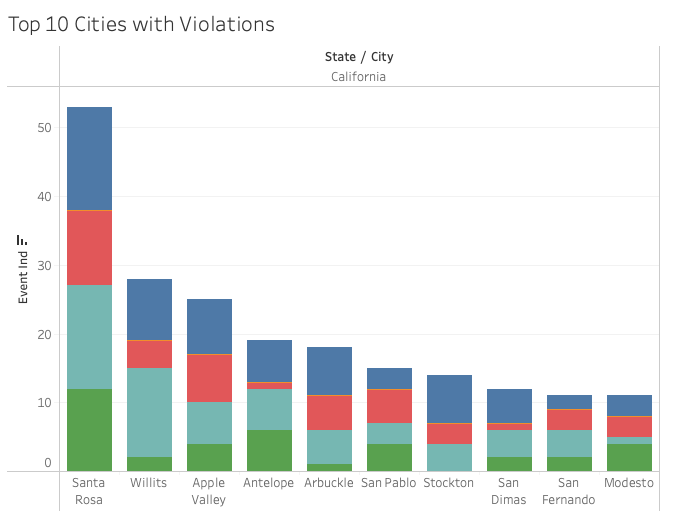 Top 10 Cities with Violations
State / City
California
50
40
30
20
10
0
Event Ind
Santa Rosa
Willits
Apple Valley
Antelope
Arbuckle
San Pablo
Stockton
San Dimas
San Fernando
Modesto